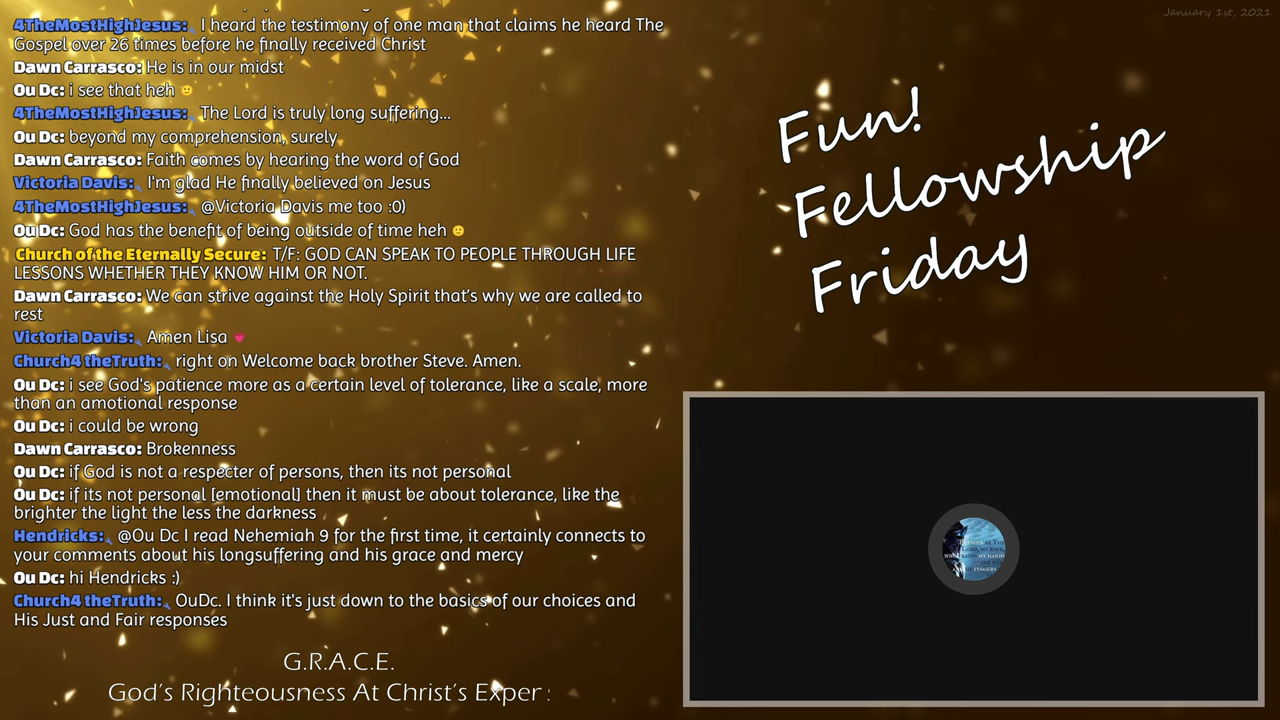 4TheMostHighJesus: I heard the testimony of one man that claims he heard The
Gospel over 26 times before he finally received Christ
Dawn Carrasco: He is in our midst
Ou Dc: i see that heh 🙂
4TheMostHighJesus: The Lord is truly long suffering...
Ou Dc: beyond my comprehension, surely
Dawn Carrasco: Faith comes by hearing the word of God
Victoria Davis: I'm glad He finally believed on Jesus
4TheMostHighJesus: @Victoria Davis me too :0)
Ou Dc: God has the benefit of being outside of time heh 🙂
Church of the Eternally Secure: T/F: GOD CAN SPEAK TO PEOPLE THROUGH LIFE
LESSONS WHETHER THEY KNOW HIM OR NOT.
Dawn Carrasco: We can strive against the Holy Spirit that's why we are called to
rest
Victoria Davis: Amen Lisa 💗
Church4 theTruth: right on Welcome back brother Steve. Amen.
Ou Dc: i see God's patience more as a certain level of tolerance, like a scale, more
than an amotional response
Ou Dc: i could be wrong
Dawn Carrasco: Brokenness
Ou Dc: if God is not a respecter of persons, then its not personal
Ou Dc: if its not personal [emotional] then it must be about tolerance, like the
brighter the light the less the darkness
Hendricks: @Ou Dc I read Nehemiah 9 for the first time, it certainly connects to
your comments about his longsuffering and his grace and mercy
Ou Dc: hi Hendricks :)
Church4 theTruth: OuDc. I think it's just down to the basics of our choices and
His Just and Fair responses
G.R.A.C.E.
God's Righteousness At Christ's Exper
January 1st, 2021
Fun!
Fellowship
Friday
LORD, MY ROCK,
MY HANDS
FINGERS